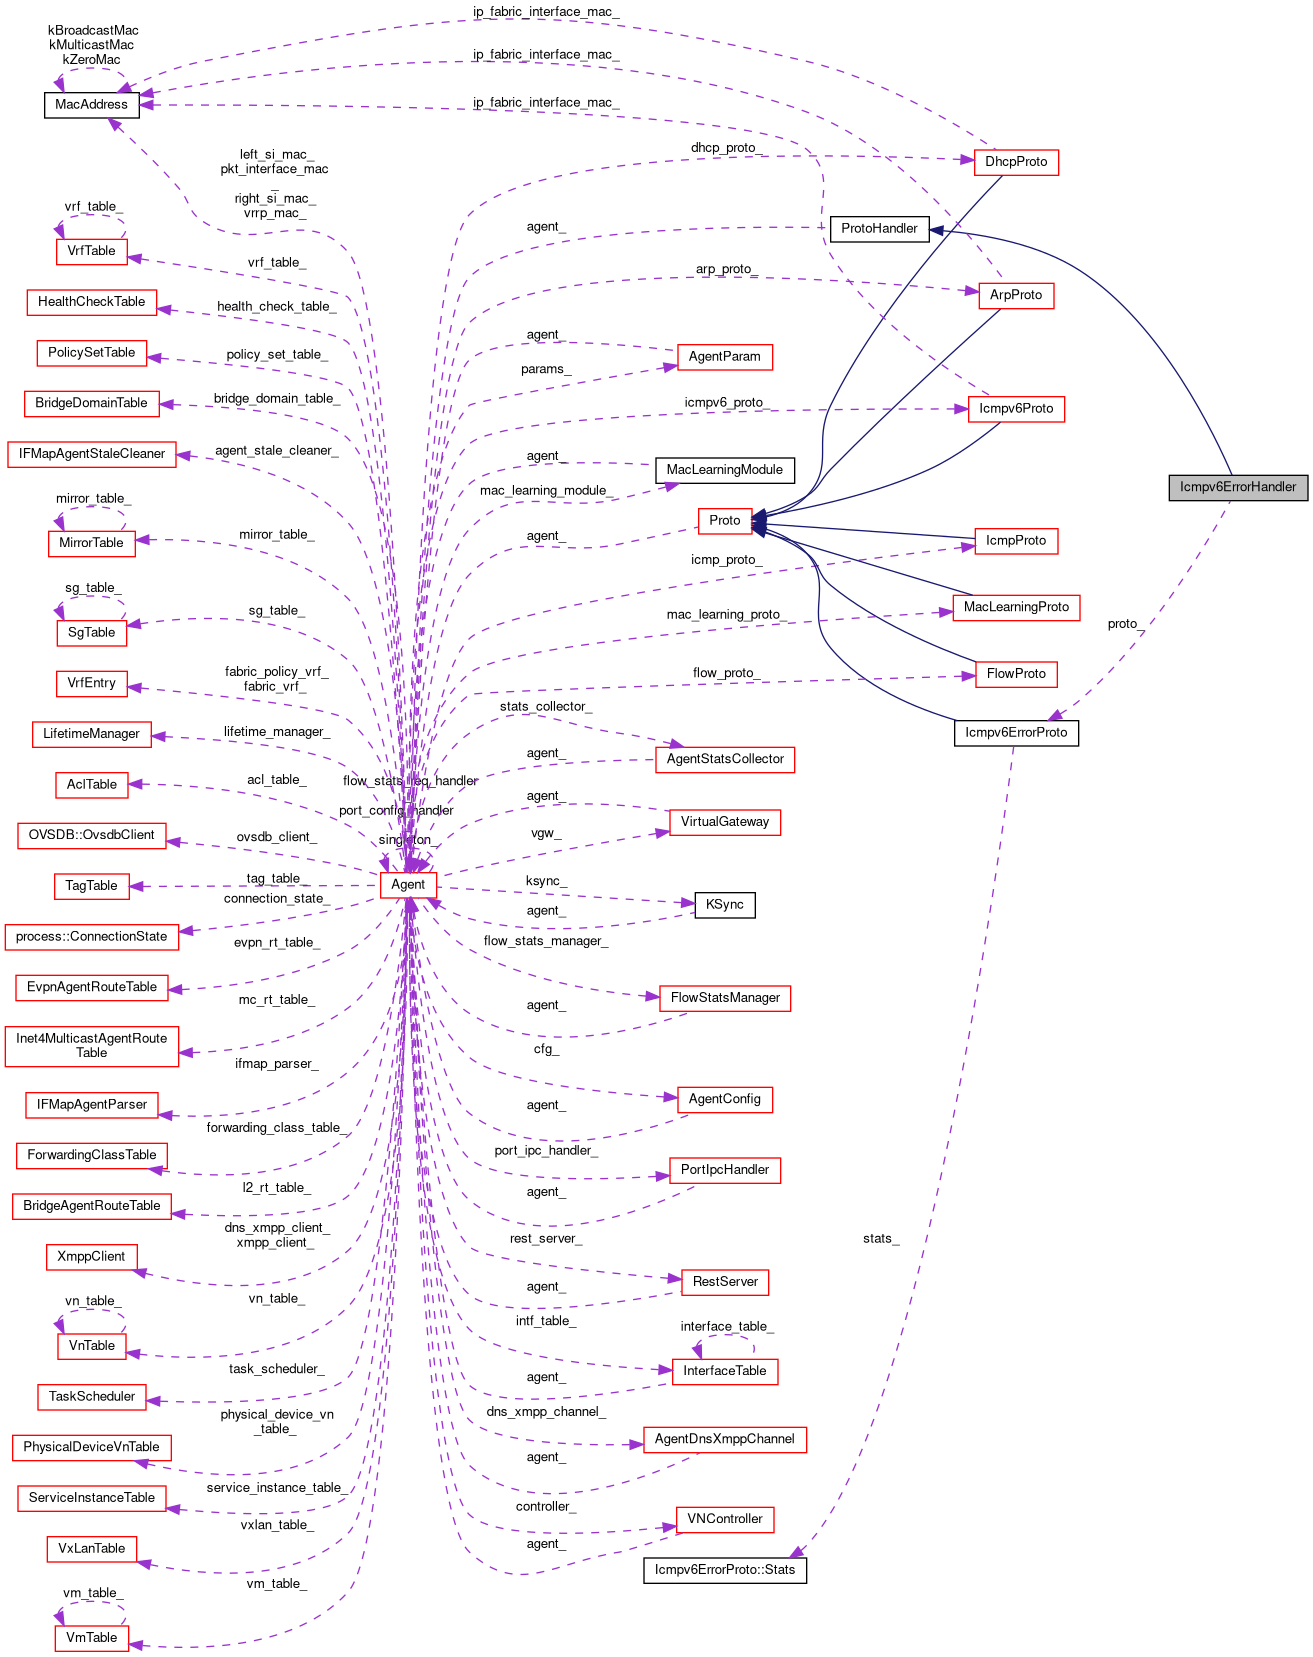 ip_fabric_interface_mac_
kBroadcastMac
kMulticastMac
kZeroMac
ip_fabric_interface_mac_
MacAddress
ip_fabric_interface_mac_
left_si_mac_
pkt_interface_mac
_
right_si_mac_
vrrp_mac_
dhcp_proto_
DhcpProto
vrf_table_
VrfTable
vrf_table_
agent_
ProtoHandler
HealthCheckTable
health_check_table_
arp_proto_
ArpProto
PolicySetTable
policy_set_table_
agent_
params_
AgentParam
BridgeDomainTable
bridge_domain_table_
icmpv6_proto_
Icmpv6Proto
IFMapAgentStaleCleaner
agent_stale_cleaner_
agent_
MacLearningModule
mac_learning_module_
Icmpv6ErrorHandler
mirror_table_
MirrorTable
mirror_table_
agent_
Proto
icmp_proto_
IcmpProto
sg_table_
SgTable
sg_table_
mac_learning_proto_
MacLearningProto
proto_
VrfEntry
fabric_policy_vrf_
fabric_vrf_
flow_proto_
FlowProto
LifetimeManager
lifetime_manager_
stats_collector_
Icmpv6ErrorProto
AclTable
acl_table_
flow_stats_req_handler
agent_
AgentStatsCollector
port_config_handler
agent_
VirtualGateway
OVSDB::OvsdbClient
ovsdb_client_
singleton_
vgw_
TagTable
tag_table_
Agent
ksync_
KSync
connection_state_
agent_
process::ConnectionState
evpn_rt_table_
flow_stats_manager_
EvpnAgentRouteTable
mc_rt_table_
agent_
FlowStatsManager
Inet4MulticastAgentRoute
Table
ifmap_parser_
cfg_
IFMapAgentParser
agent_
AgentConfig
forwarding_class_table_
ForwardingClassTable
port_ipc_handler_
PortIpcHandler
l2_rt_table_
agent_
BridgeAgentRouteTable
dns_xmpp_client_
xmpp_client_
rest_server_
stats_
XmppClient
vn_table_
vn_table_
agent_
RestServer
VnTable
intf_table_
interface_table_
InterfaceTable
task_scheduler_
agent_
TaskScheduler
physical_device_vn
_table_
dns_xmpp_channel_
PhysicalDeviceVnTable
agent_
AgentDnsXmppChannel
service_instance_table_
ServiceInstanceTable
controller_
VNController
vxlan_table_
VxLanTable
agent_
Icmpv6ErrorProto::Stats
vm_table_
vm_table_
VmTable